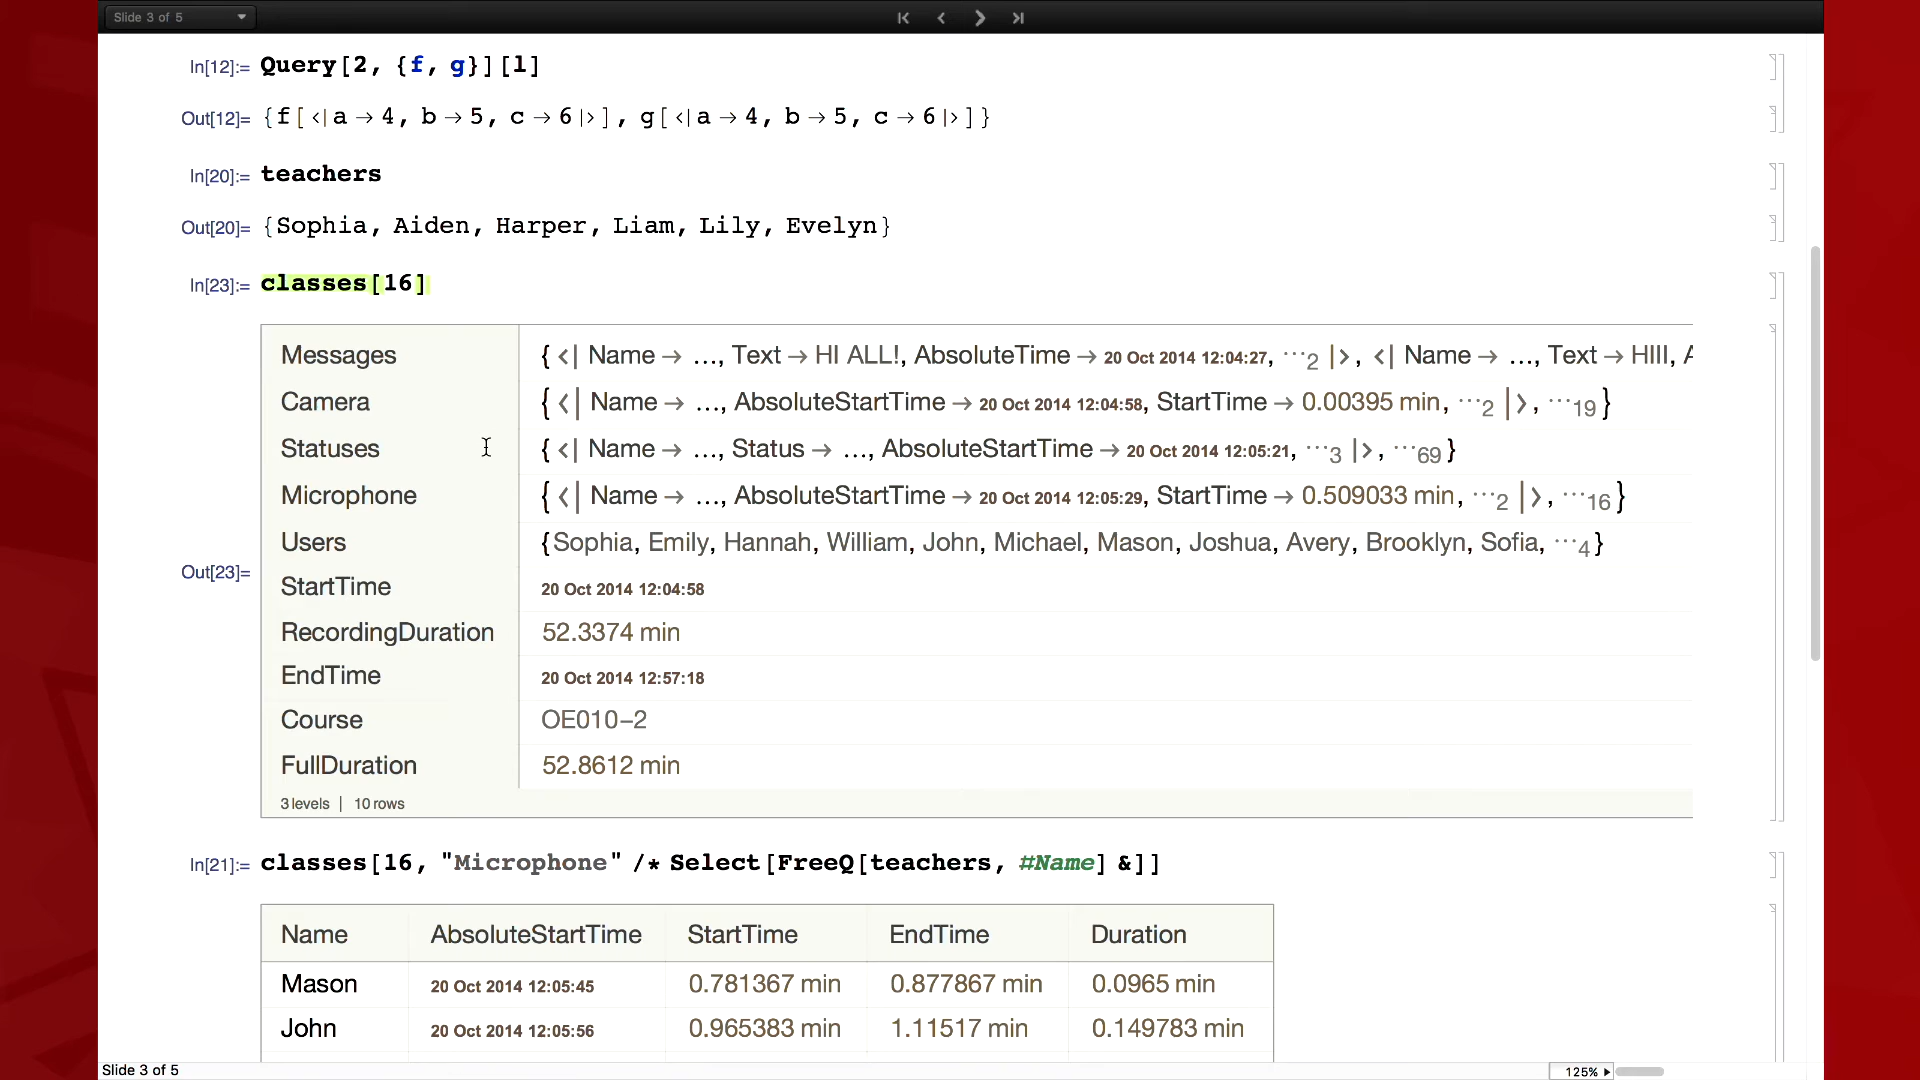 Slide 3 of 5
In[12]:= Query[2, {f, g}][l]
Out[12]= {f[<|a → 4, b → 5, c → 6|>], g[<|a → 4, b → 5, c → 6|>]}
In[20]:= teachers
Out[20]= {Sophia, Aiden, Harper, Liam, Lily, Evelyn}
In[23]:= classes[16]
Messages { <| Name → …, Text → HI ALL!, AbsoluteTime → 20 Oct 2014 12:04:27, ⋯2 |>, <| Name → …, Text → HIII, A
Camera { <| Name → …, AbsoluteStartTime → 20 Oct 2014 12:04:58, StartTime → 0.00395 min, ⋯2 |>, ⋯19 }
Statuses { <| Name → …, Status → …, AbsoluteStartTime → 20 Oct 2014 12:05:21, ⋯3 |>, ⋯69 }
Microphone { <| Name → …, AbsoluteStartTime → 20 Oct 2014 12:05:29, StartTime → 0.509033 min, ⋯2 |>, ⋯16 }
Users {Sophia, Emily, Hannah, William, John, Michael, Mason, Joshua, Avery, Brooklyn, Sofia, ⋯4 }
Out[23]=
StartTime 20 Oct 2014 12:04:58
RecordingDuration 52.3374 min
EndTime 20 Oct 2014 12:57:18
Course OE010–2
FullDuration 52.8612 min
3 levels | 10 rows
In[21]:= classes[16, "Microphone" /* Select[FreeQ[teachers, #Name] &]]
Name AbsoluteStartTime StartTime EndTime Duration
Mason 20 Oct 2014 12:05:45 0.781367 min 0.877867 min 0.0965 min
John 20 Oct 2014 12:05:56 0.965383 min 1.11517 min 0.149783 min
Slide 3 of 5 125%